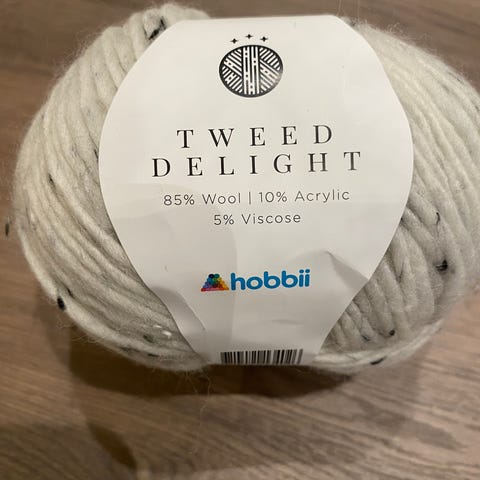 TWEED
DELIGHT
85% Wool | 10% Acrylic
5% Viscose
hobbii